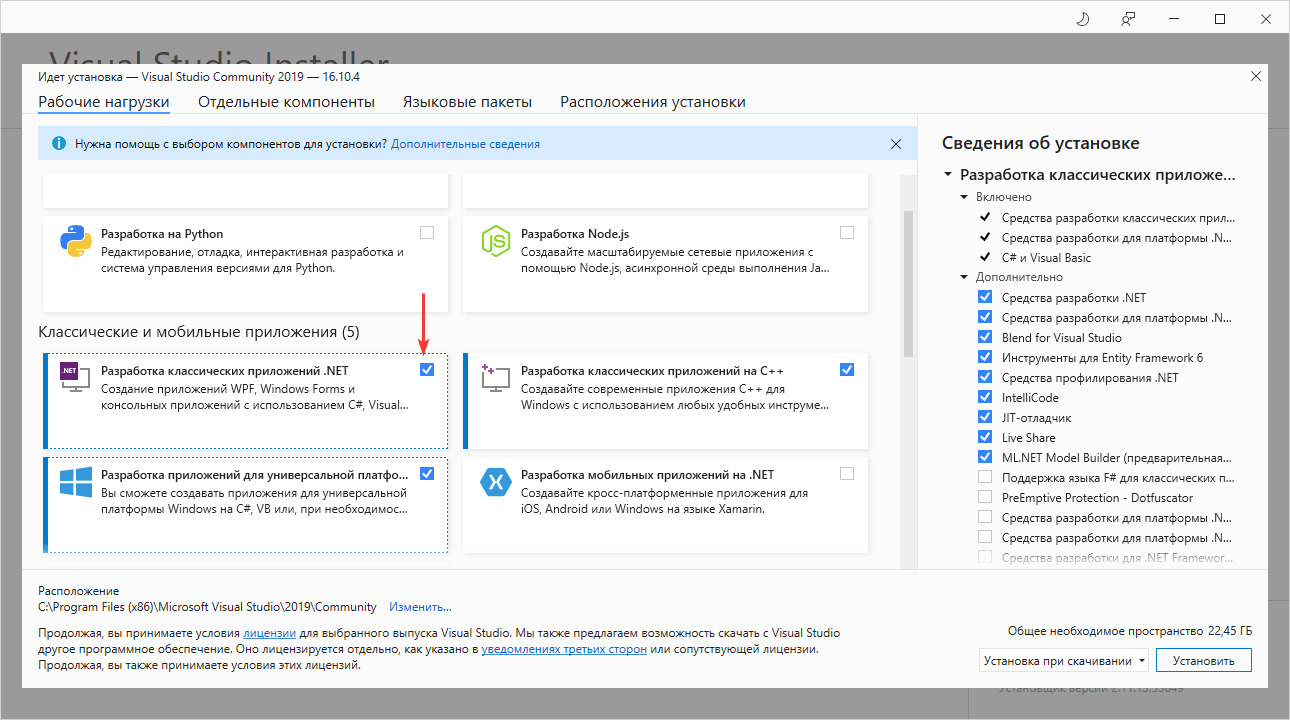 Visual Studio Installer
Идет установка — Visual Studio Community 2019 — 16.10.4
Рабочие нагрузки
Отдельные компоненты
Языковые пакеты
Расположения установки
Нужна помощь с выбором компонентов для установки? Дополнительные сведения
Разработка на Python
Редактирование, отладка, интерактивная разработка и
система управления версиями для Python.
Разработка Node.js
Создавайте масштабируемые сетевые приложения с
помощью Node.js, асинхронной среды выполнения Ja...
Классические и мобильные приложения (5)
.NET
Разработка классических приложений .NET
Создание приложений WPF, Windows Forms и
консольных приложений с использованием C#, Visual...
Разработка классических приложений на C++
Создавайте современные приложения C++ для
Windows с использованием любых удобных инструме...
Разработка приложений для универсальной платфо...
Вы сможете создавать приложения для универсальной
платформы Windows на C#, VB или, при необходимос...
Разработка мобильных приложений на .NET
Создавайте кросс-платформенные приложения для
iOS, Android или Windows на языке Xamarin.
Сведения об установке
Разработка классических приложе...
Включено
Средства разработки классических прил...
Средства разработки для платформы .N...
C# и Visual Basic
Дополнительно
Средства разработки .NET
Средства разработки для платформы .N...
Blend for Visual Studio
Инструменты для Entity Framework 6
Средства профилирования .NET
IntelliCode
JIT-отладчик
Live Share
ML.NET Model Builder (предварительная...
Поддержка языка F# для классических п...
PreEmptive Protection - Dotfuscator
Средства разработки для платформы .N...
Средства разработки для платформы .N...
Средства разработки для .NET Framewor...
Расположение
C:\Program Files (x86)\Microsoft Visual Studio\2019\Community Изменить...
Продолжая, вы принимаете условия лицензии для выбранного выпуска Visual Studio. Мы также предлагаем возможность скачать с Visual Studio
другое программное обеспечение. Оно лицензируется отдельно, как указано в уведомлениях третьих сторон или сопутствующей лицензии.
Продолжая, вы также принимаете условия этих лицензий.
Общее необходимое пространство 22,45 ГБ
Установка при скачивании
Установить